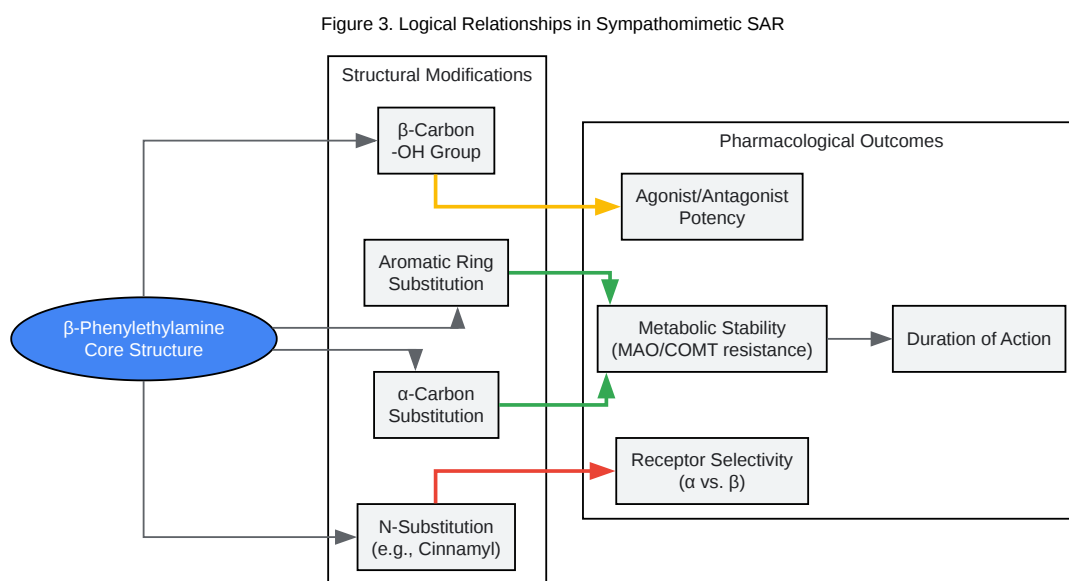 Figure 3. Logical Relationships in Sympathomimetic SAR
Structural Modifications
β-Carbon
-OH Group
Pharmacological Outcomes
Agonist/Antagonist
Potency
Aromatic Ring
Substitution
β-Phenylethylamine
Core Structure
Metabolic Stability
(MAO/COMT resistance)
Duration of Action
α-Carbon
Substitution
Receptor Selectivity
(α vs. β)
N-Substitution
(e.g., Cinnamyl)